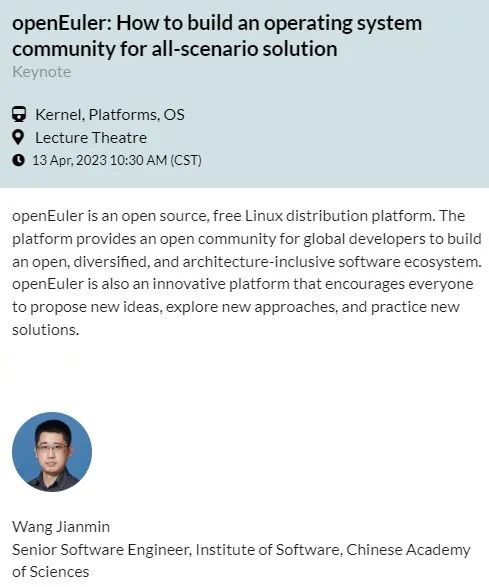 openEuler: How to build an operating system
community for all-scenario solution
Keynote
Kernel, Platforms, OS
Lecture Theatre
13 Apr, 2023 10:30 AM (CST)
openEuler is an open source, free Linux distribution platform. The
platform provides an open community for global developers to build
an open, diversified, and architecture-inclusive software ecosystem.
openEuler is also an innovative platform that encourages everyone
to propose new ideas, explore new approaches, and practice new
solutions.
Wang Jianmin
Senior Software Engineer, Institute of Software, Chinese Academy
of Sciences